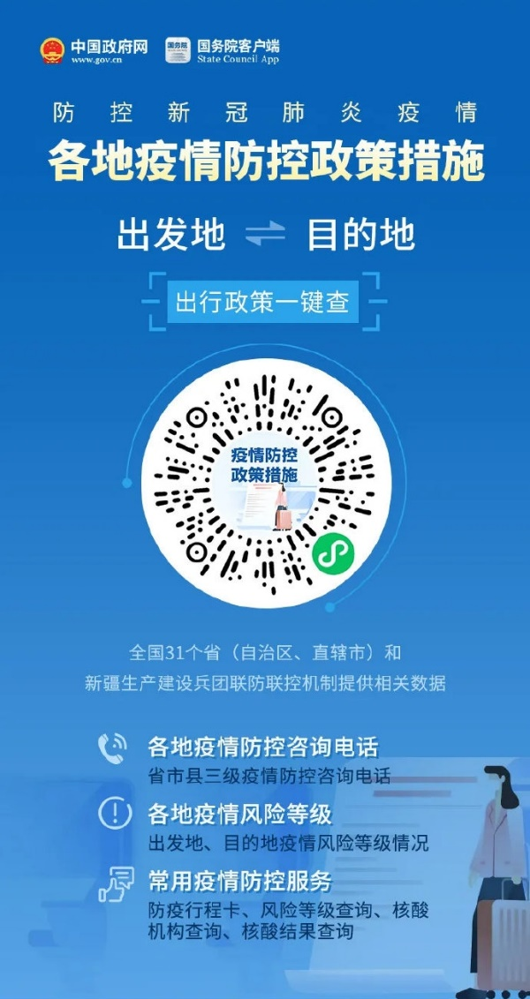 中国政府网
www.gov.cn
国务院
国务院客户端
State Council App
防控新冠肺炎疫情
各地疫情防控政策措施
出发地 ⇌ 目的地
出行政策一键查
疫情防控
政策措施
全国31个省（自治区、直辖市）和
新疆生产建设兵团联防联控机制提供相关数据
各地疫情防控咨询电话
省市县三级疫情防控咨询电话
各地疫情风险等级
出发地、目的地疫情风险等级情况
常用疫情防控服务
防疫行程卡、风险等级查询、核酸
机构查询、核酸结果查询